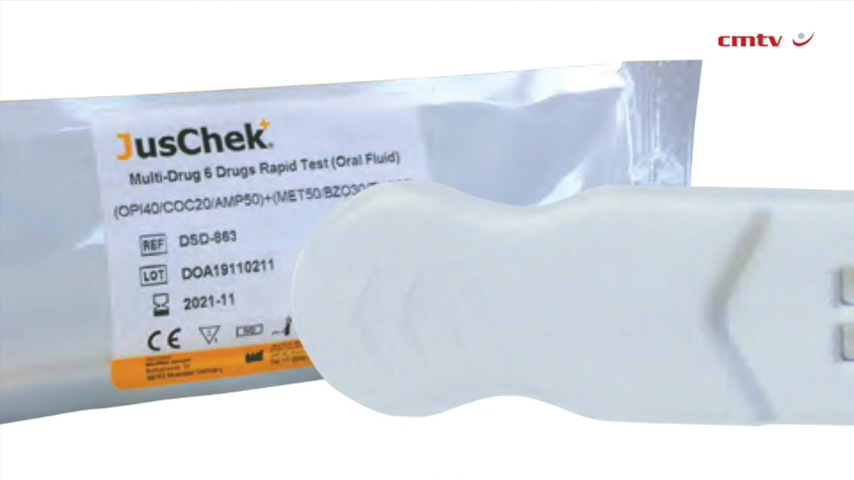 cmtv
JusChek®
Multi-Drug 6 Drugs Rapid Test (Oral Fluid)
(OPI40/COC20/AMP50)+(MET50/BZO30/
REF DSD-863
LOT DOA19110211
2021-11
CE